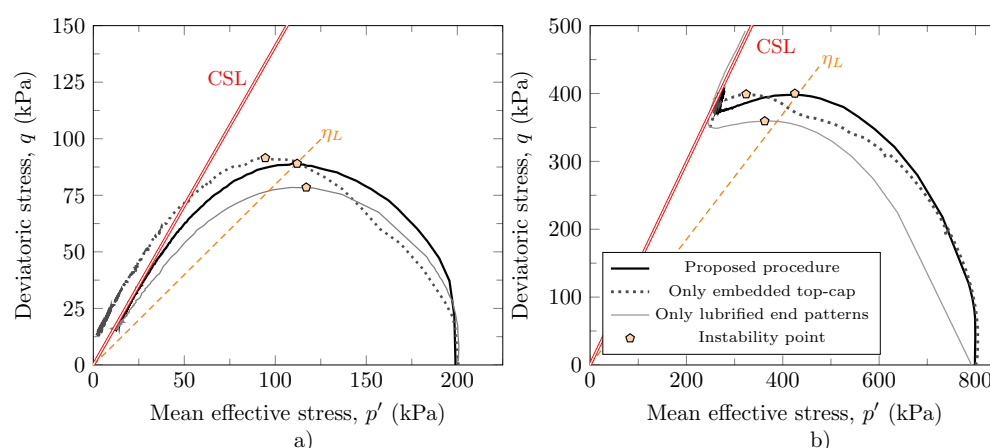 150
125
100
75
50
25
0
Deviatoric stress, q (kPa)
CSL
η_L
0
50
100
150
200
Mean effective stress, p′ (kPa)
a)
500
400
300
200
100
0
Deviatoric stress, q (kPa)
CSL
η_L
Proposed procedure
Only embedded top-cap
Only lubrified end patterns
Instability point
0
200
400
600
800
Mean effective stress, p′ (kPa)
b)